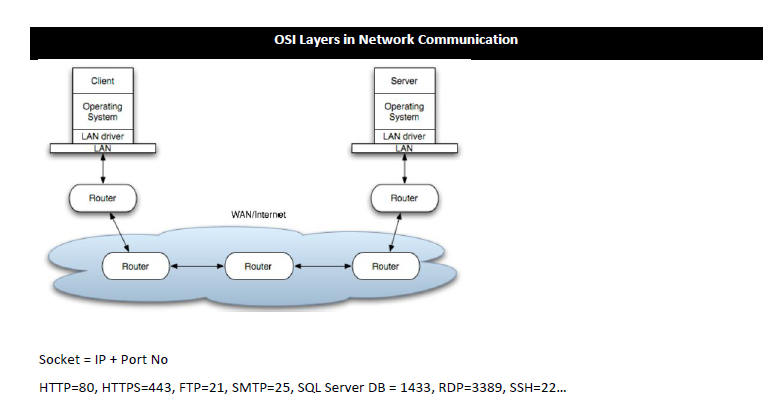 OSI Layers in Network Communication
Client
Server
Operating
System
Operating
System
LAN driver
LAN driver
LAN
LAN
Router
Router
WAN/Internet
Router
Router
Router
Socket = IP + Port No
HTTP=80, HTTPS=443, FTP=21, SMTP=25, SQL Server DB = 1433, RDP=3389, SSH=22...